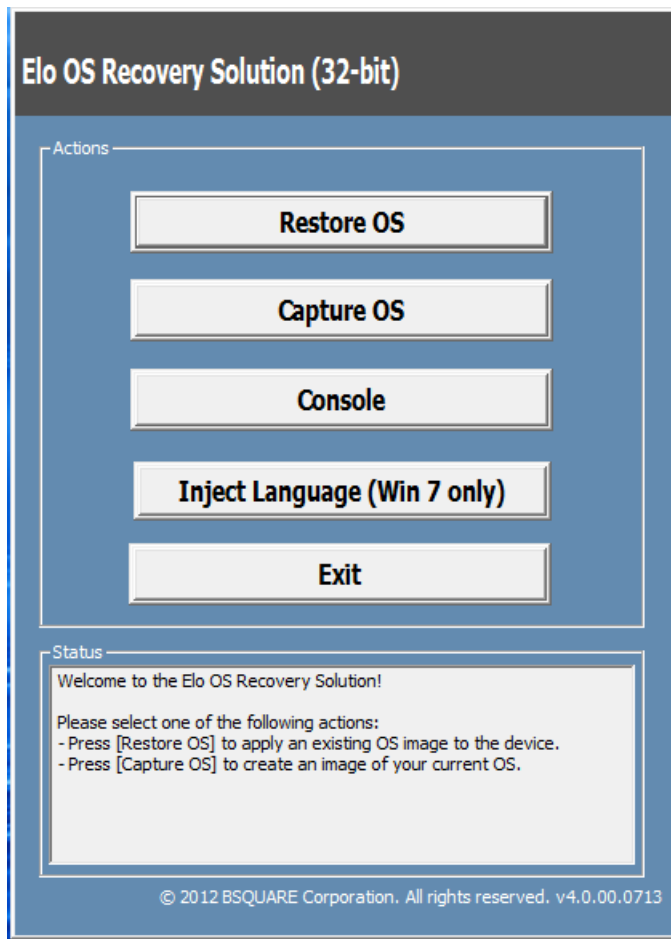 Elo OS Recovery Solution (32-bit)
Actions
Restore OS
Capture OS
Console
Inject Language (Win 7 only)
Exit
Status
Welcome to the Elo OS Recovery Solution!
Please select one of the following actions:
- Press [Restore OS] to apply an existing OS image to the device.
- Press [Capture OS] to create an image of your current OS.
© 2012 BSQUARE Corporation. All rights reserved. v4.0.00.0713